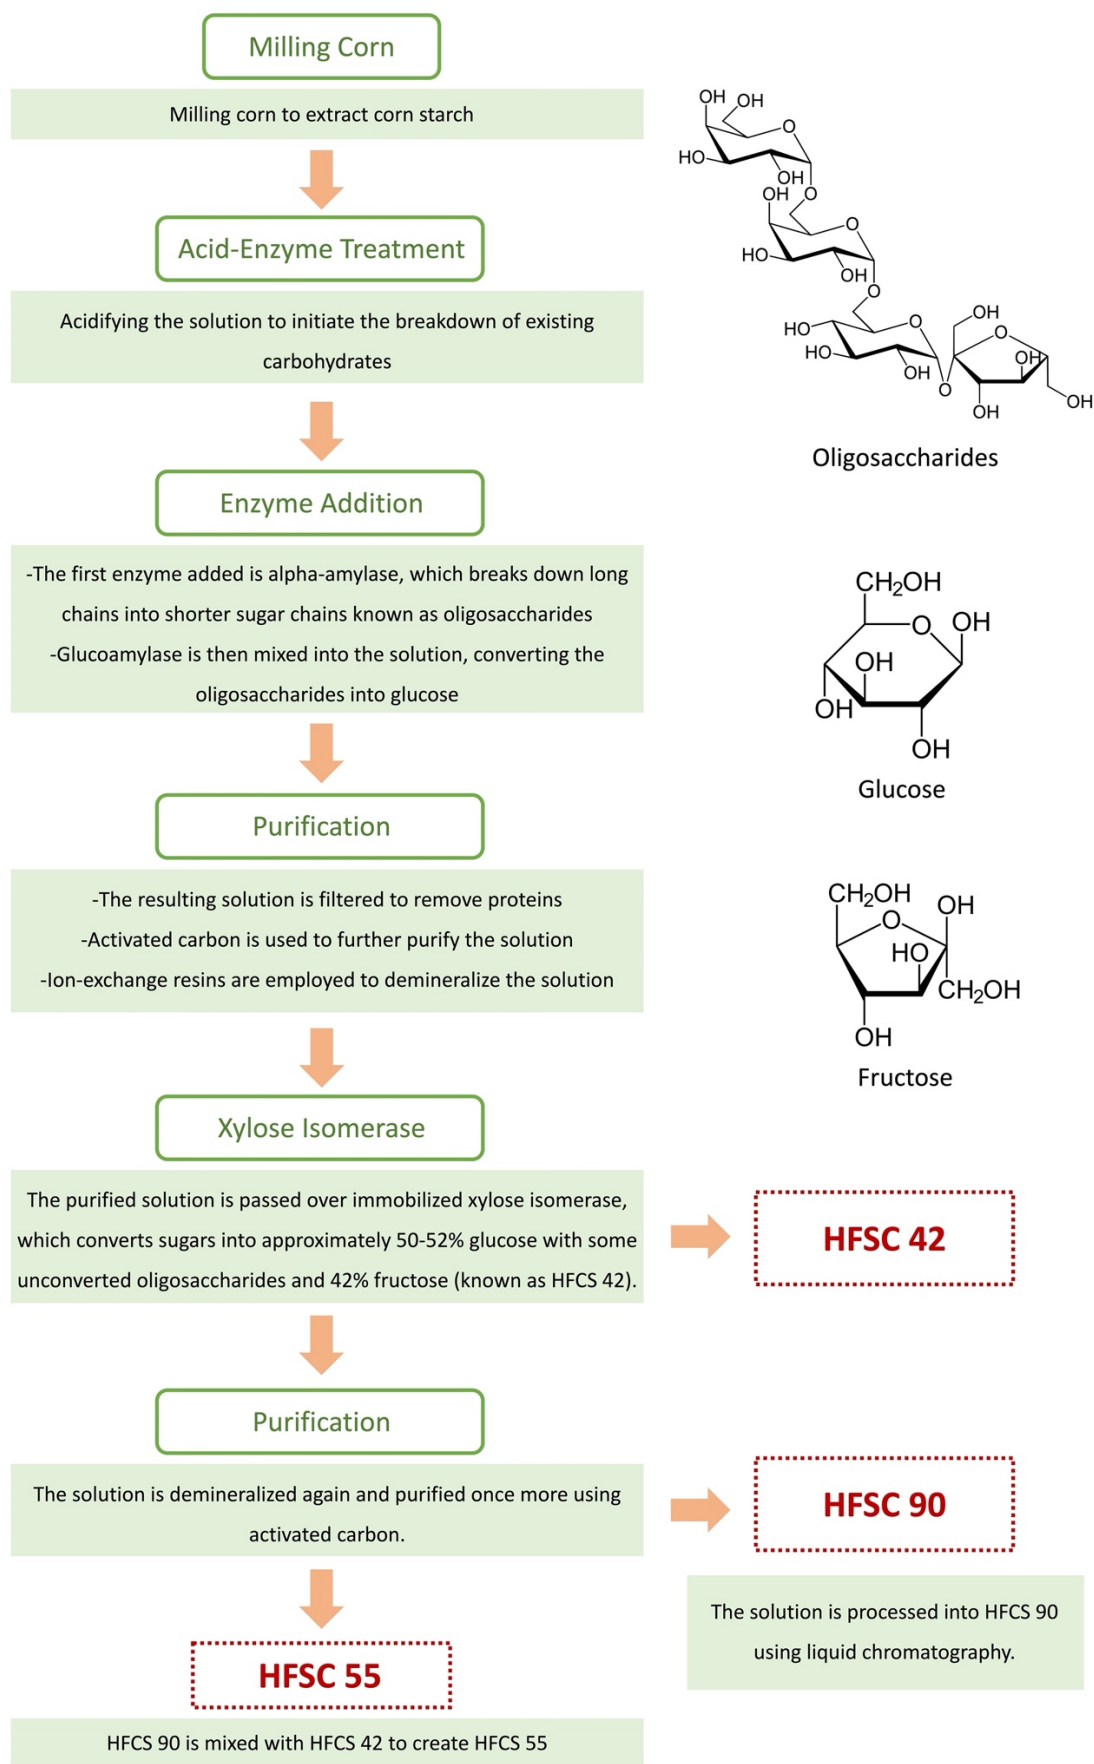 Milling Corn
Milling corn to extract corn starch
Acid-Enzyme Treatment
Acidifying the solution to initiate the breakdown of existing
carbohydrates
Enzyme Addition
-The first enzyme added is alpha-amylase, which breaks down long
chains into shorter sugar chains known as oligosaccharides
-Glucoamylase is then mixed into the solution, converting the
oligosaccharides into glucose
Purification
-The resulting solution is filtered to remove proteins
-Activated carbon is used to further purify the solution
-Ion-exchange resins are employed to demineralize the solution
Xylose Isomerase
The purified solution is passed over immobilized xylose isomerase,
which converts sugars into approximately 50-52% glucose with some
unconverted oligosaccharides and 42% fructose (known as HFCS 42).
HFSC 42
Purification
The solution is demineralized again and purified once more using
activated carbon.
HFSC 90
The solution is processed into HFCS 90
using liquid chromatography.
HFSC 55
HFCS 90 is mixed with HFCS 42 to create HFCS 55
OH
OH
O
HO
OH
O
OH
O
HO
OH
O
O
HO
HO
OH
O
OH
O
OH
OH
OH
Oligosaccharides
CH₂OH
O
OH
OH
OH
OH
Glucose
CH₂OH
O
OH
HO
CH₂OH
OH
Fructose